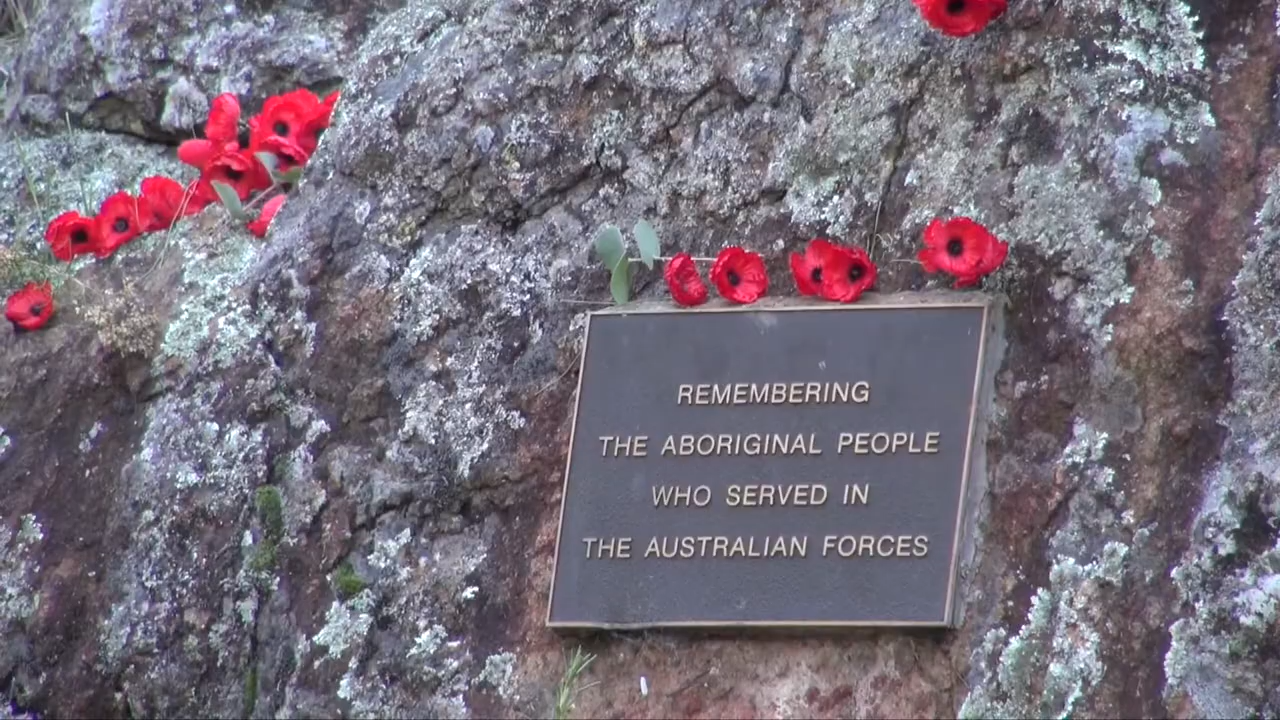 REMEMBERING
THE ABORIGINAL PEOPLE
WHO SERVED IN
THE AUSTRALIAN FORCES